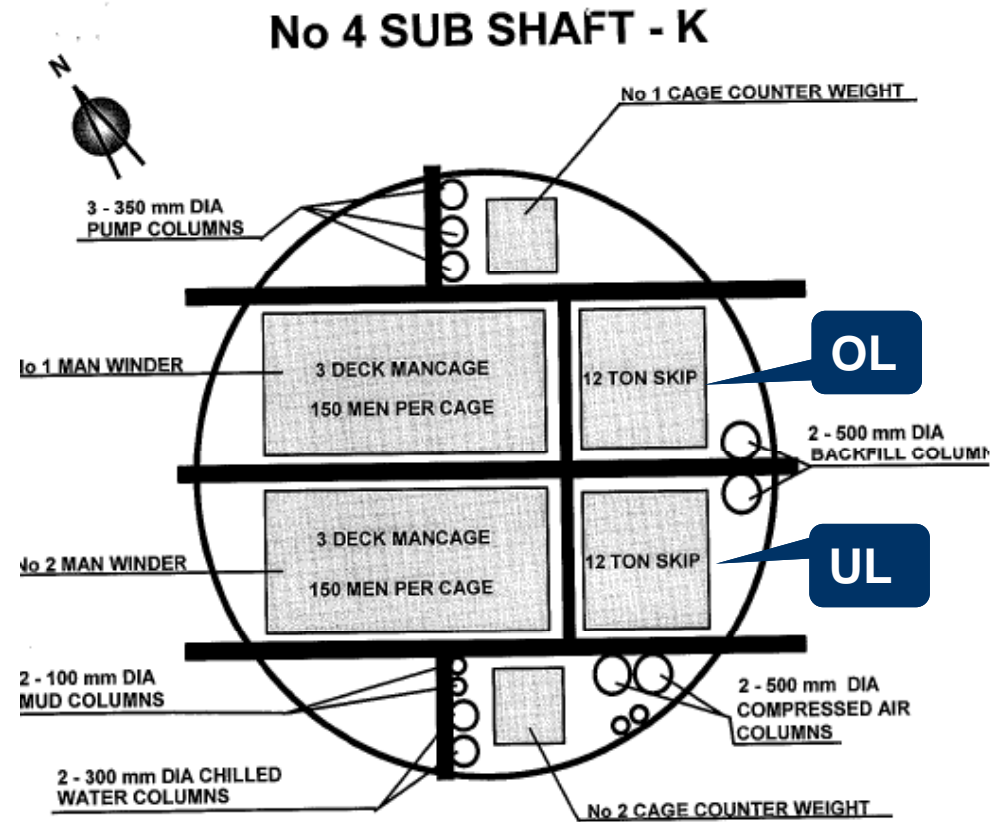 No 4 SUB SHAFT - K
N
No 1 CAGE COUNTER WEIGHT
3 - 350 mm DIA
PUMP COLUMNS
No 1 MAN WINDER
3 DECK MANCAGE
150 MEN PER CAGE
12 TON SKIP
OL
2 - 500 mm DIA
BACKFILL COLUMN
No 2 MAN WINDER
3 DECK MANCAGE
150 MEN PER CAGE
12 TON SKIP
UL
2 - 100 mm DIA
MUD COLUMNS
2 - 500 mm DIA
COMPRESSED AIR
COLUMNS
2 - 300 mm DIA CHILLED
WATER COLUMNS
No 2 CAGE COUNTER WEIGHT